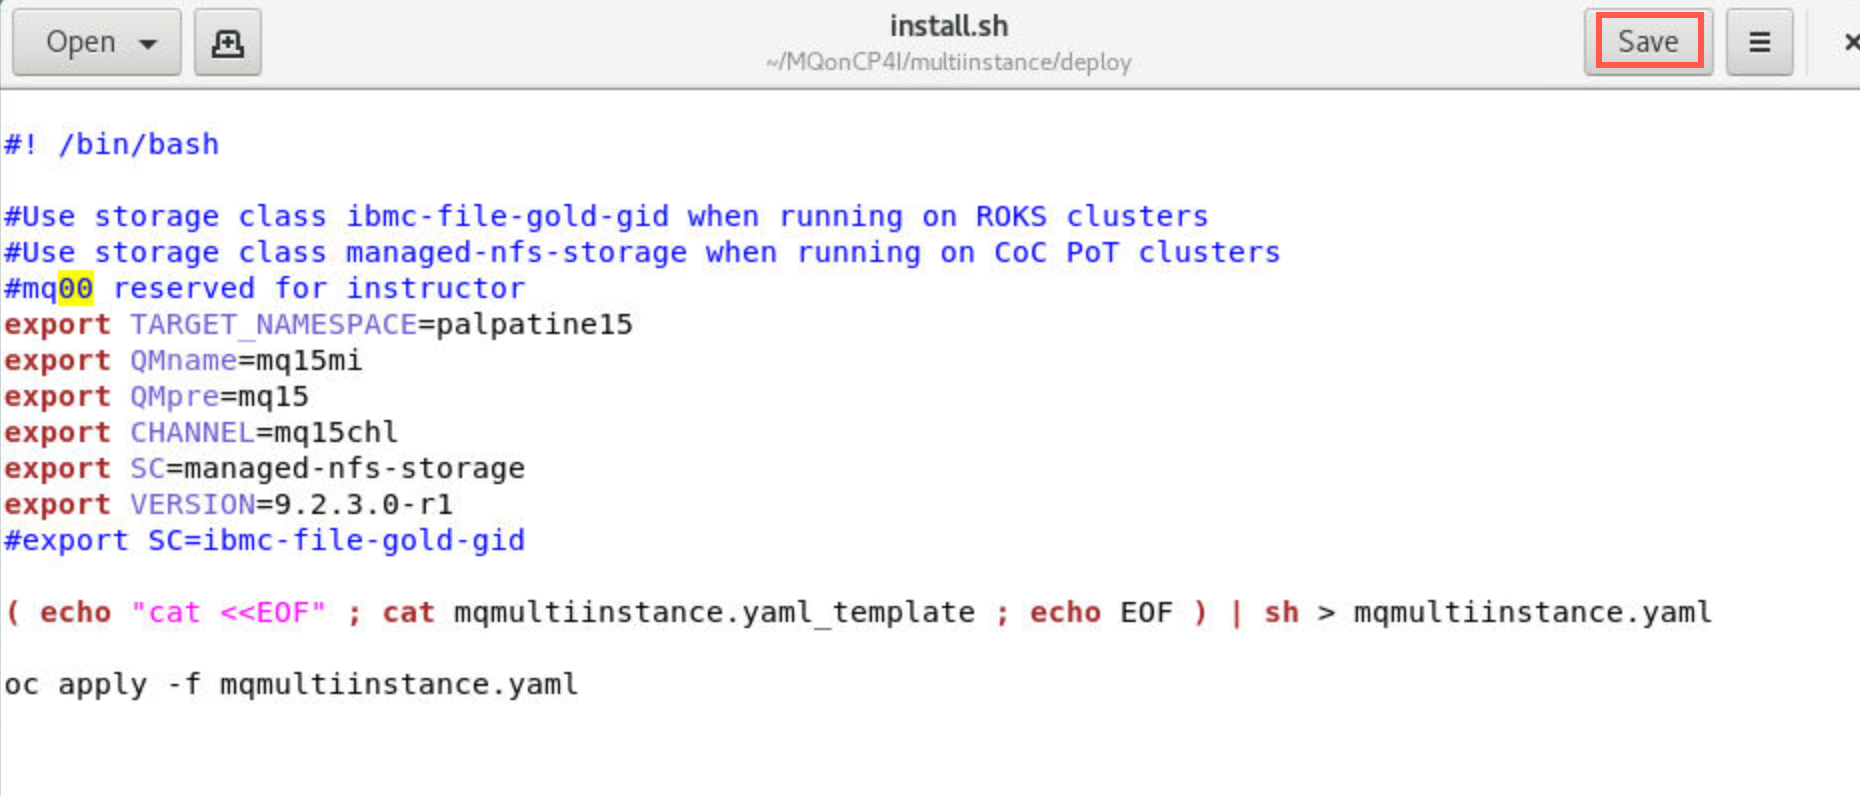 Open
install.sh
~/MQonCP4I/multiinstance/deploy
Save
#! /bin/bash
#Use storage class ibmc-file-gold-gid when running on ROKS clusters
#Use storage class managed-nfs-storage when running on CoC PoT clusters
#mq00 reserved for instructor
export TARGET_NAMESPACE=palpatine15
export QMname=mq15mi
export QMpre=mq15
export CHANNEL=mq15chl
export SC=managed-nfs-storage
export VERSION=9.2.3.0-r1
#export SC=ibmc-file-gold-gid
( echo "cat <<EOF" ; cat mqmultiinstance.yaml_template ; echo EOF ) | sh > mqmultiinstance.yaml
oc apply -f mqmultiinstance.yaml